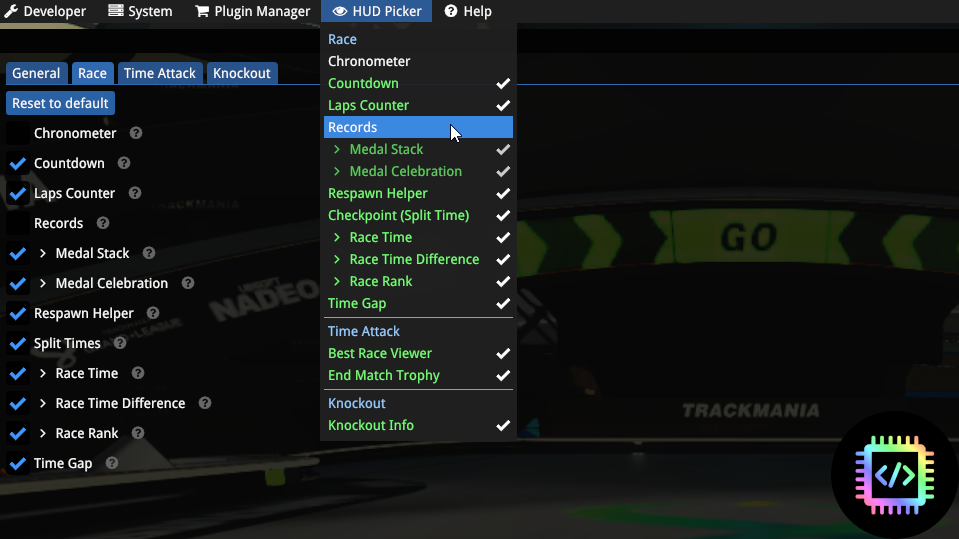 Developer System Plugin Manager HUD Picker Help
General Race Time Attack Knockout
Reset to default
Chronometer
Countdown
Laps Counter
Records
> Medal Stack
> Medal Celebration
Respawn Helper
Split Times
> Race Time
> Race Time Difference
> Race Rank
Time Gap
Race
Chronometer
Countdown
Laps Counter
Records
> Medal Stack
> Medal Celebration
Respawn Helper
Checkpoint (Split Time)
> Race Time
> Race Time Difference
> Race Rank
Time Gap
Time Attack
Best Race Viewer
End Match Trophy
Knockout
Knockout Info
TRACKMANIA
UBISOFT
NADEO
GO
TRACKMANIA
</>